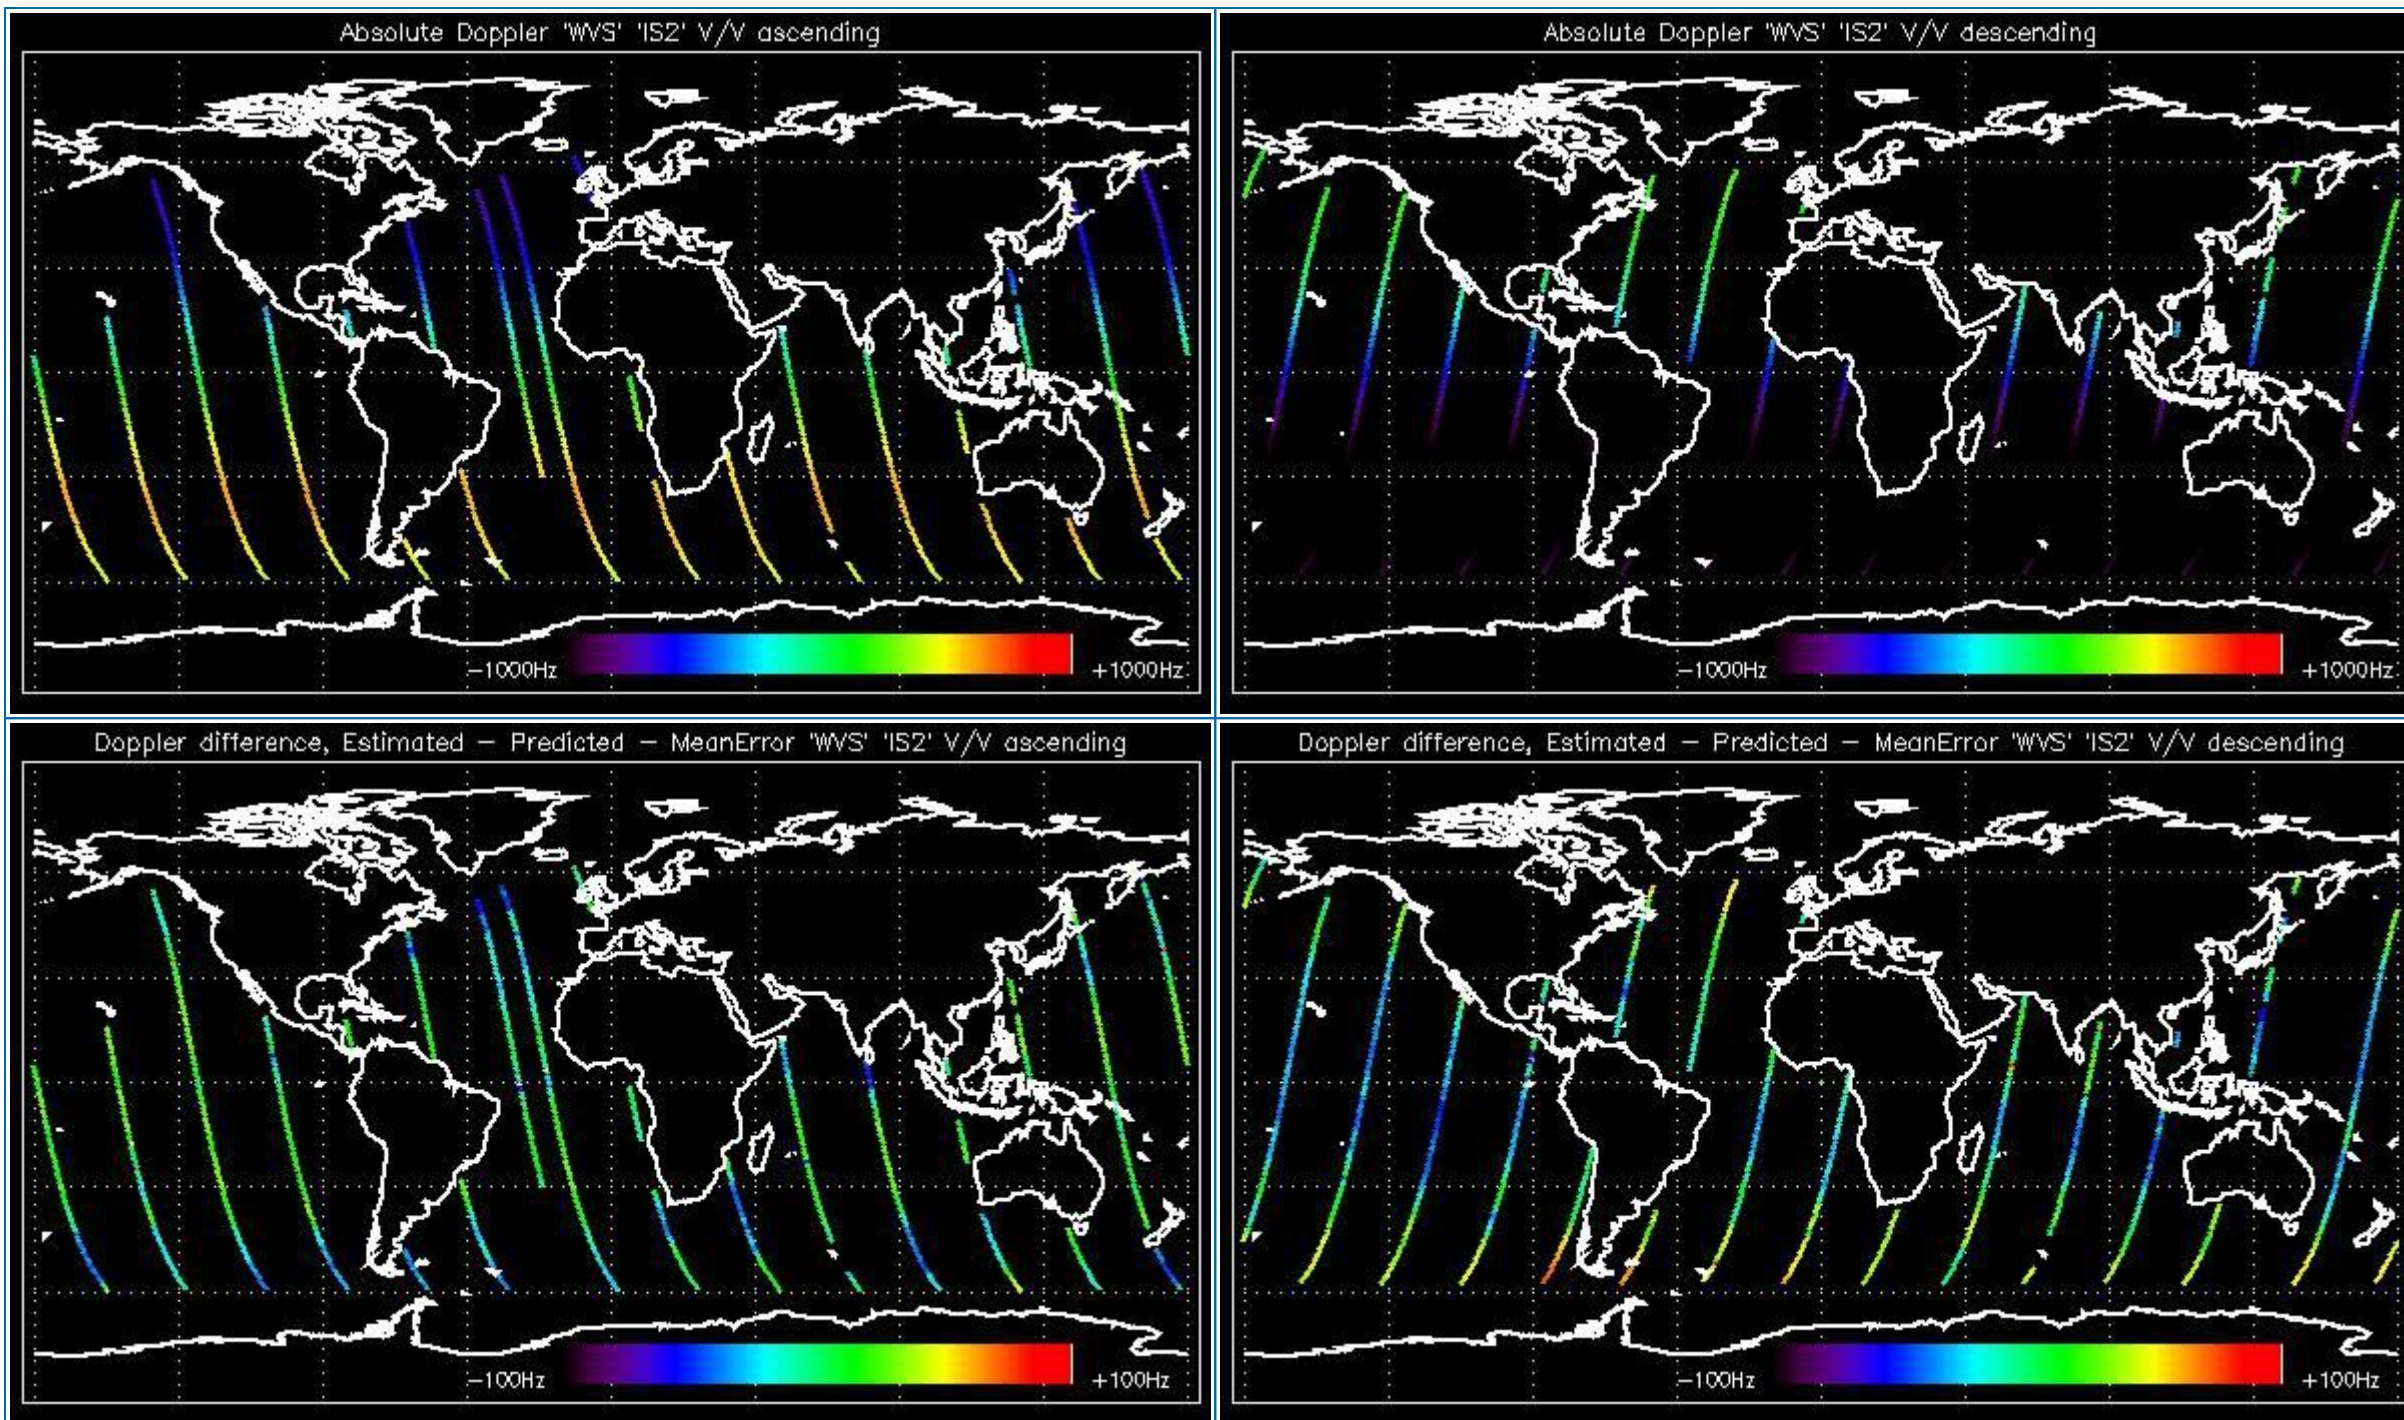 Absolute Doppler 'WVS' 'IS2' V/V ascending
-1000Hz
+1000Hz
Absolute Doppler 'WVS' 'IS2' V/V descending
-1000Hz
+1000Hz
Doppler difference, Estimated - Predicted - MeanError 'WVS' 'IS2' V/V ascending
-100Hz
+100Hz
Doppler difference, Estimated - Predicted - MeanError 'WVS' 'IS2' V/V descending
-100Hz
+100Hz